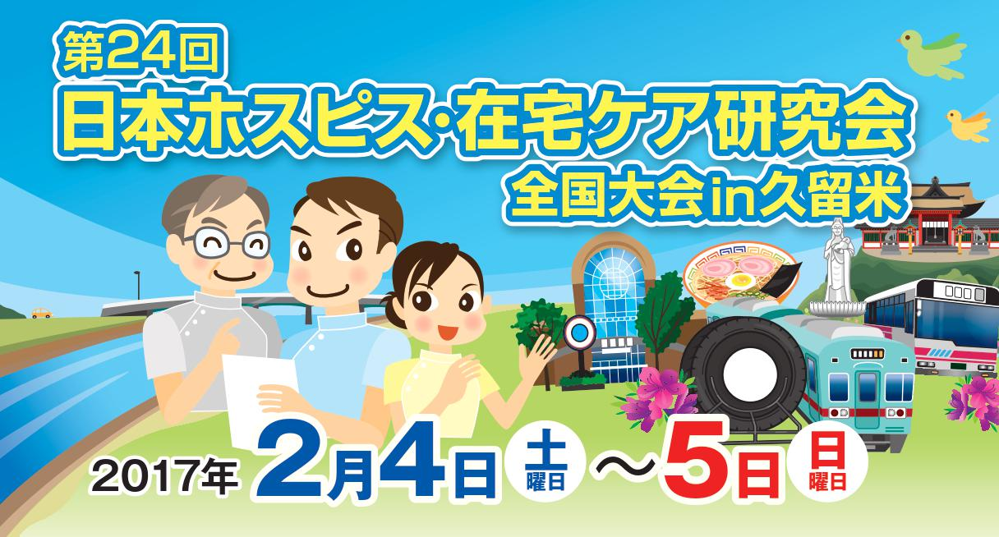 第24回
日本ホスピス・在宅ケア研究会
全国大会in久留米
2017年 2月4日 土曜日 〜 5日 日曜日